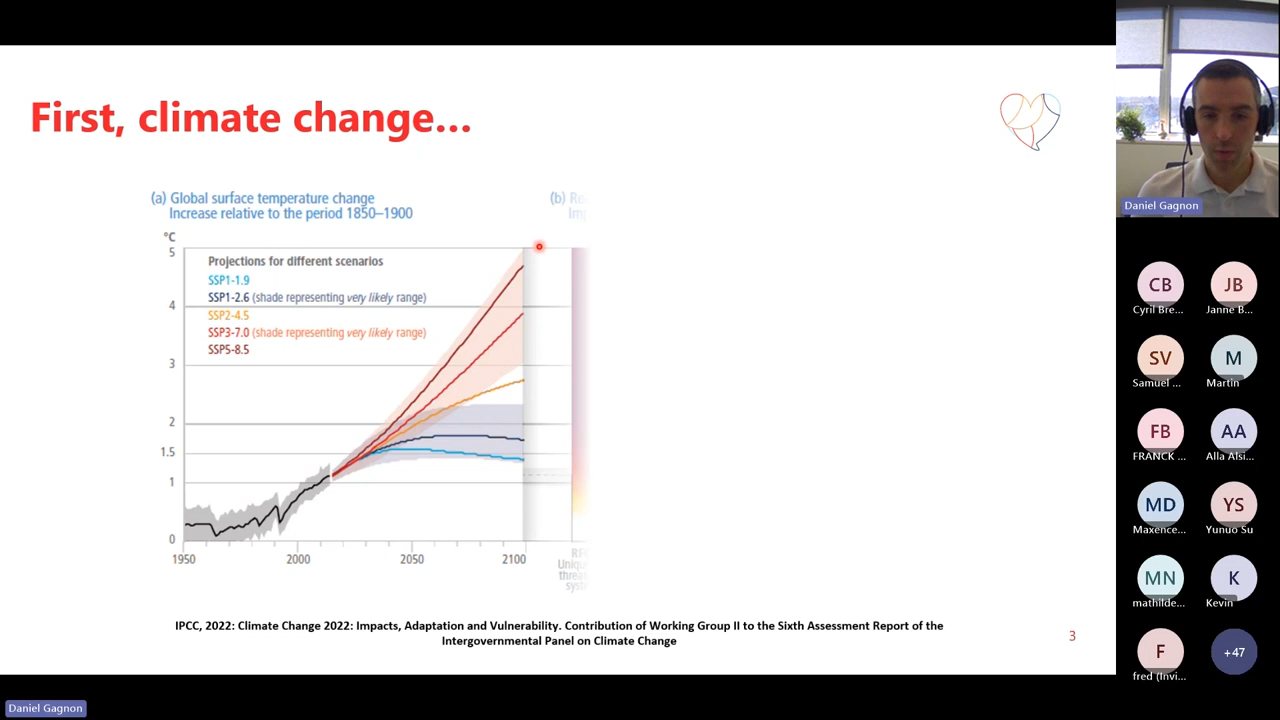 First, climate change...
(a) Global surface temperature change
Increase relative to the period 1850–1900
(b) Re
Imp
°C
5
4
3
2
1.5
1
0
Projections for different scenarios
SSP1-1.9
SSP1-2.6 (shade representing very likely range)
SSP2-4.5
SSP3-7.0 (shade representing very likely range)
SSP5-8.5
1950
2000
2050
2100
Uniqu
threa
syst
IPCC, 2022: Climate Change 2022: Impacts, Adaptation and Vulnerability. Contribution of Working Group II to the Sixth Assessment Report of the
Intergovernmental Panel on Climate Change
3
Daniel Gagnon
CB
Cyril Bre...
JB
Janne B...
SV
Samuel ...
M
Martin
FB
FRANCK ...
AA
Alla Alsi...
MD
Maxence...
YS
Yunuo Su
MN
mathilde...
K
Kevin
F
fred (Invi...
+47
Daniel Gagnon